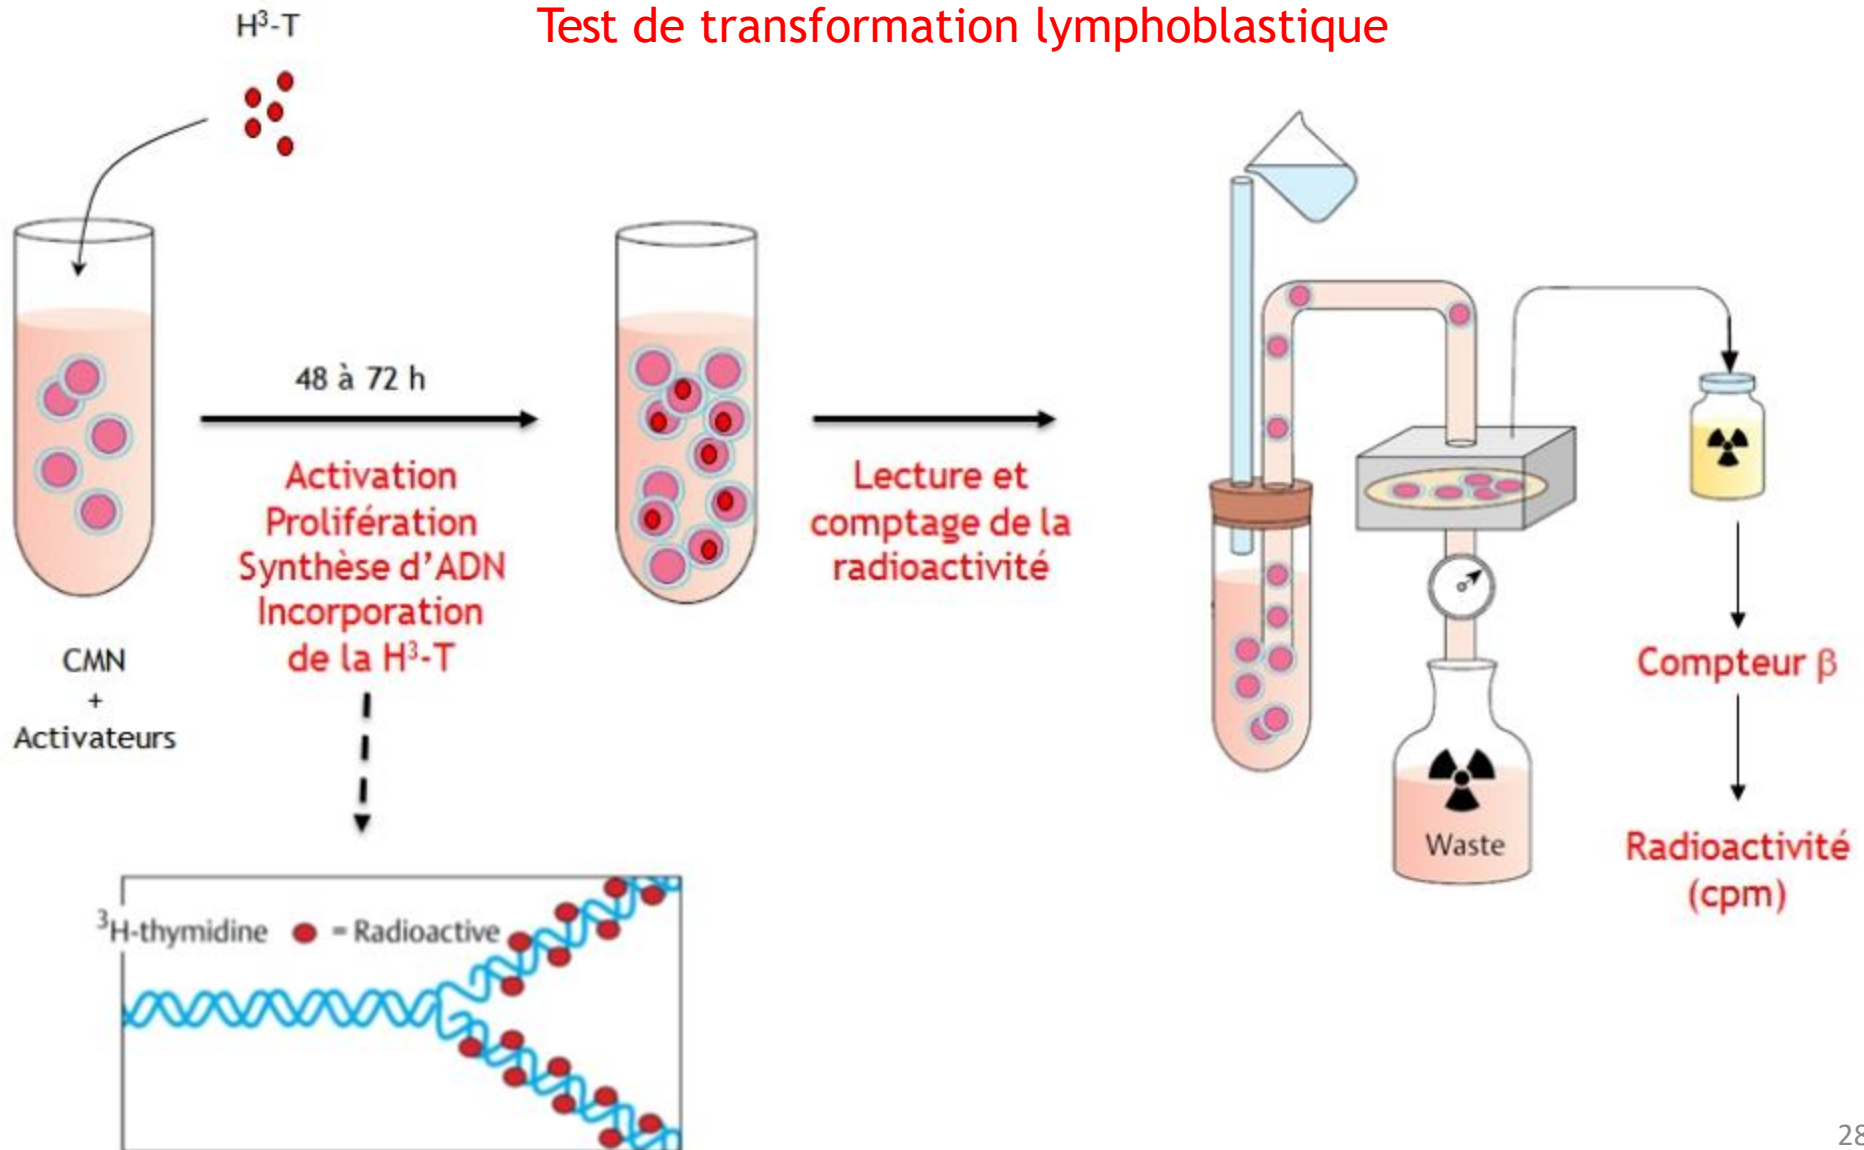 Test de transformation lymphoblastique
H³-T
48 à 72 h
Activation
Prolifération
Synthèse d'ADN
Incorporation
de la H³-T
Lecture et
comptage de la
radioactivité
CMN
+
Activateurs
Compteur β
Radioactivité
(cpm)
Waste
³H-thymidine = Radioactive
28